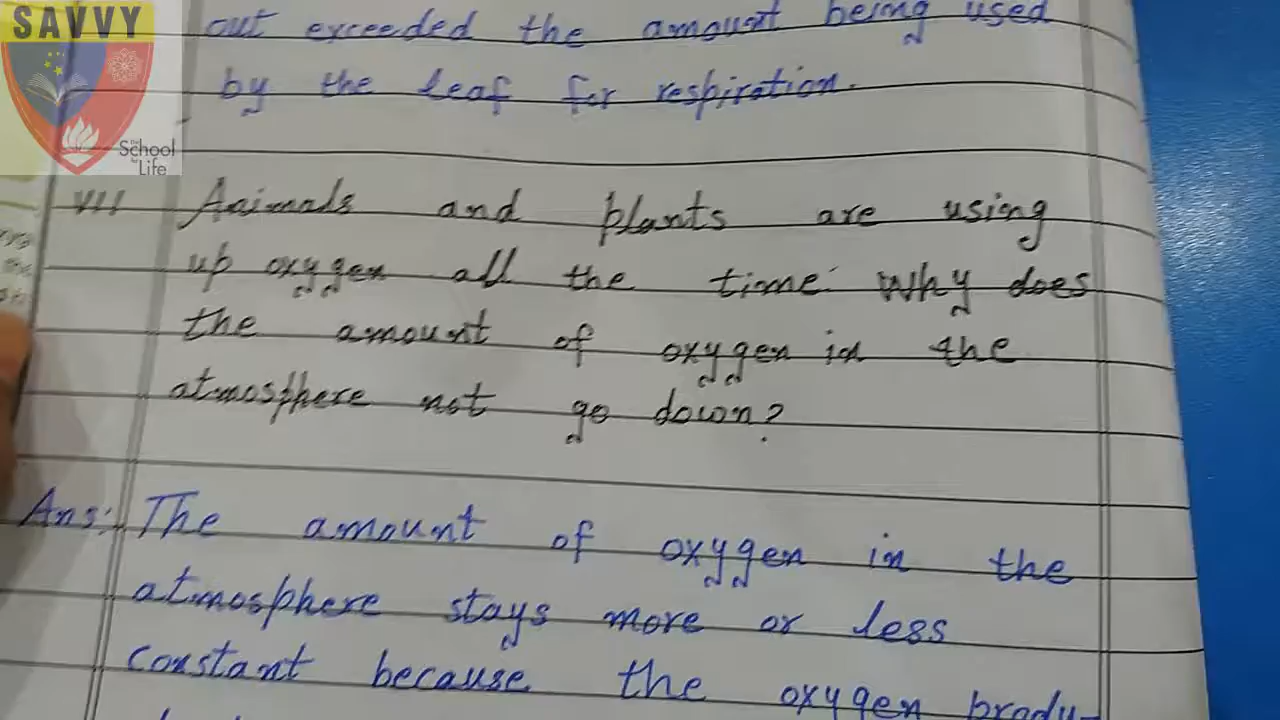 SAVVY
the School of Life
out exceeded the amount being used
by the leaf for respiration.
VII Animals and plants are using
up oxygen all the time. Why does
the amount of oxygen in the
atmosphere not go down?
Ans: The amount of oxygen in the
atmosphere stays more or less
constant because the oxygen produ-